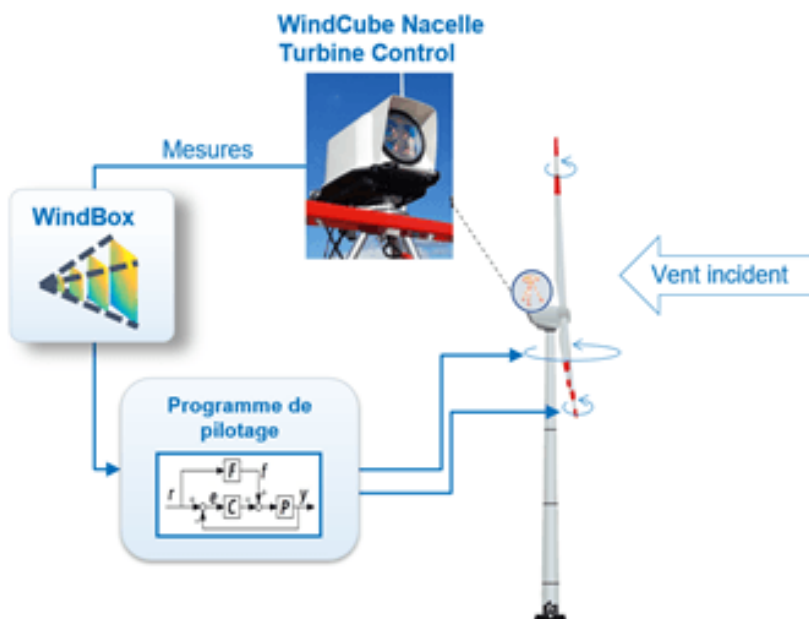 WindCube Nacelle
Turbine Control
Mesures
WindBox
Vent incident
Programme de
pilotage
F f
r e C P y